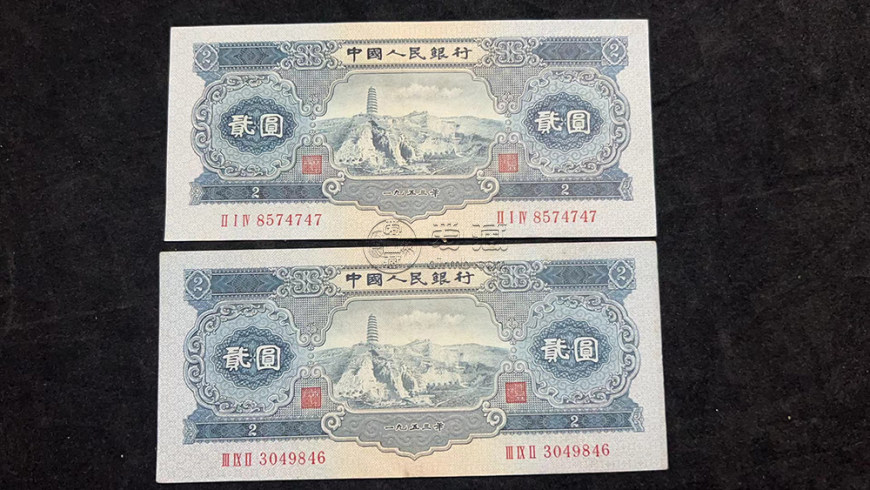 2 中國人民銀行 2
貳圓 貳圓
2 一九五三年 2
II I IV 8574747 II I IV 8574747
2 中國人民銀行 2
貳圓 貳圓
2 一九五三年 2
III IX II 3049846 III IX II 3049846